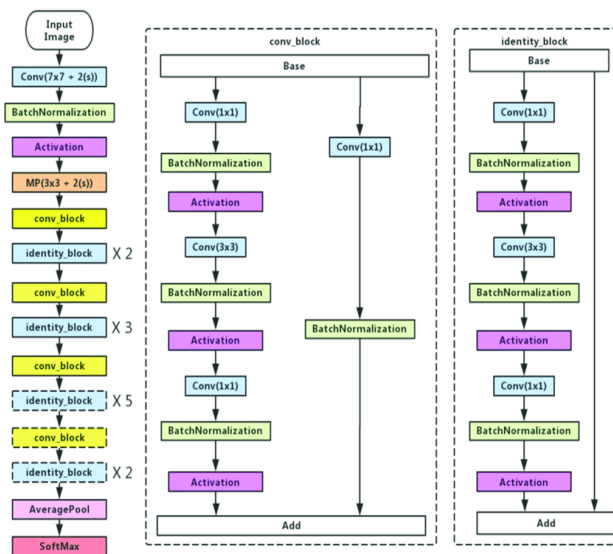 Input
Image
Conv(7x7 + 2(s))
BatchNormalization
Activation
MP(3x3 + 2(s))
conv_block
identity_block X 2
conv_block
identity_block X 3
conv_block
identity_block X 5
conv_block
identity_block X 2
AveragePool
SoftMax
conv_block
Base
Conv(1x1)
BatchNormalization
Activation
Conv(3x3)
BatchNormalization
Activation
Conv(1x1)
BatchNormalization
Activation
Conv(1x1)
BatchNormalization
Add
identity_block
Base
Conv(1x1)
BatchNormalization
Activation
Conv(3x3)
BatchNormalization
Activation
Conv(1x1)
BatchNormalization
Activation
Add